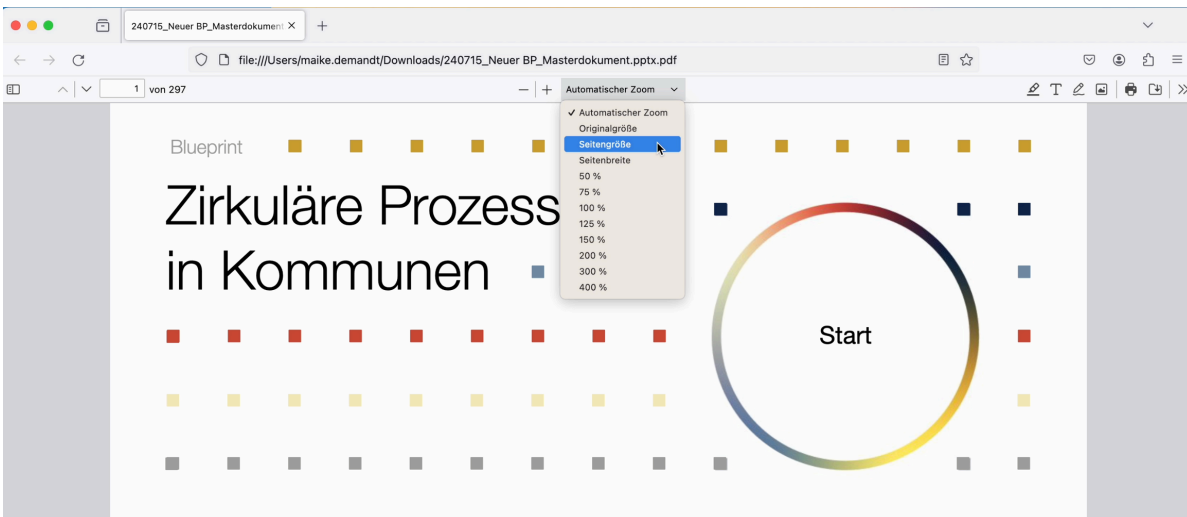 240715_Neuer BP_Masterdokument
file:///Users/maike.demandt/Downloads/240715_Neuer BP_Masterdokument.pptx.pdf
1 von 297
Automatischer Zoom
✓ Automatischer Zoom
Originalgröße
Seitengröße
Seitenbreite
50 %
75 %
100 %
125 %
150 %
200 %
300 %
400 %
Blueprint
Zirkuläre Prozess
in Kommunen
Start